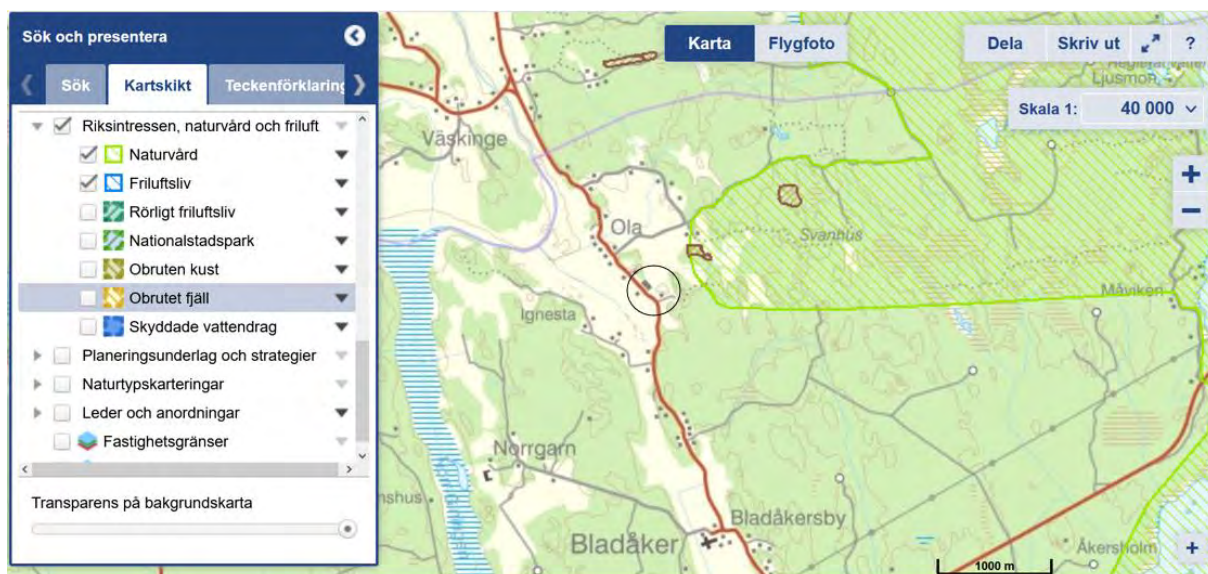 Sök och presentera
Sök
Kartskikt
Teckenförklaring
Riksintressen, naturvård och friluft
Naturvård
Friluftsliv
Rörligt friluftsliv
Nationalstadspark
Obruten kust
Obrutet fjäll
Skyddade vattendrag
Planeringsunderlag och strategier
Naturtypskarteringar
Leder och anordningar
Fastighetsgränser
Transparens på bakgrundskarta
Karta
Flygfoto
Dela
Skriv ut
?
Ljusmon
Skala 1: 40 000
Väskinge
+
−
Ola
Svanhus
Måviken
Ignesta
Norrgarn
nshus
Bladåkersby
Bladåker
Åkersholm
+
1000 m